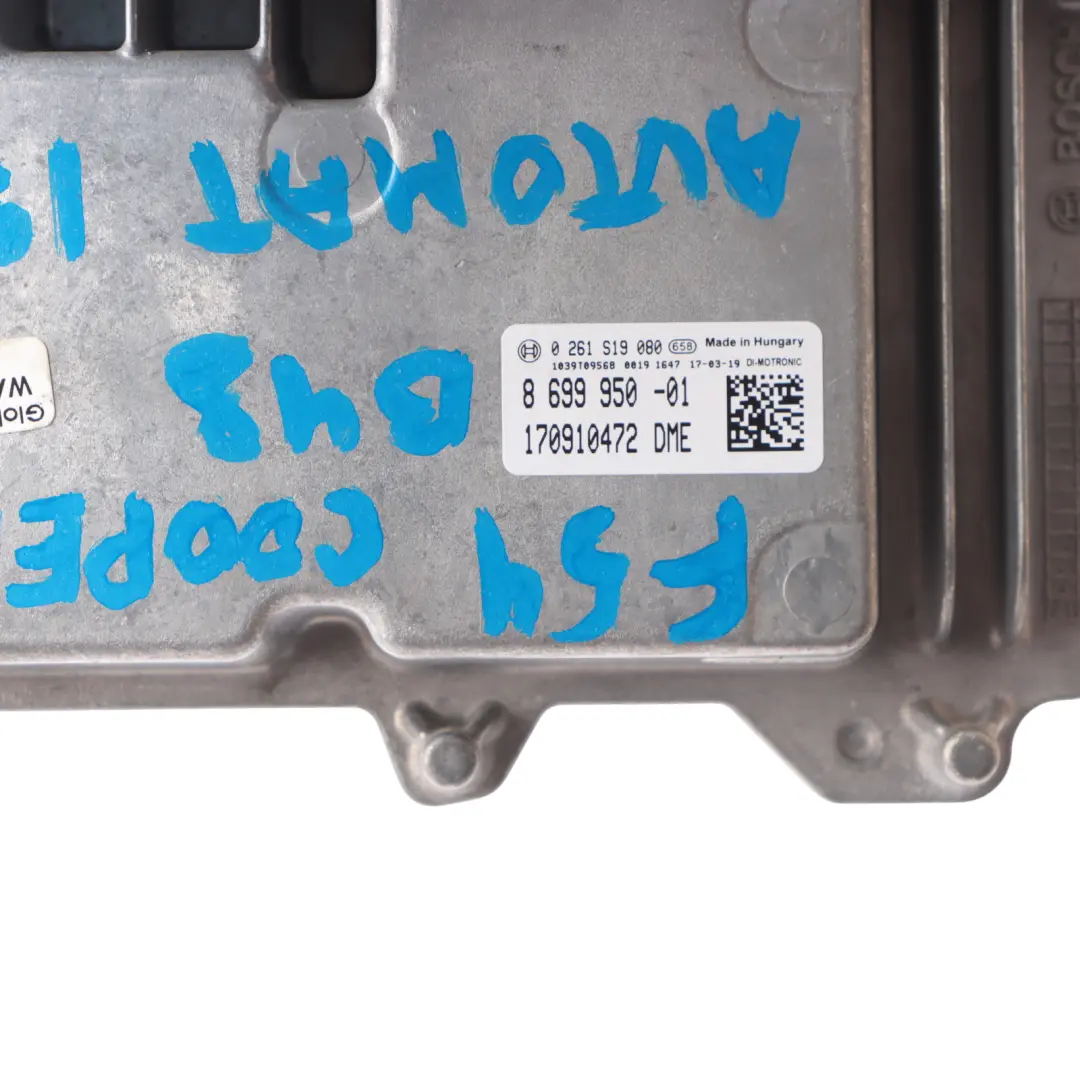 0 261 S19 080 658 Made in Hungary
1039T09568 0019 1647 17-03-19 DI-MOTRONIC
8 699 950 -01
170910472 DME
F54 COOPE
B48
AUTOMAT
BOSCH